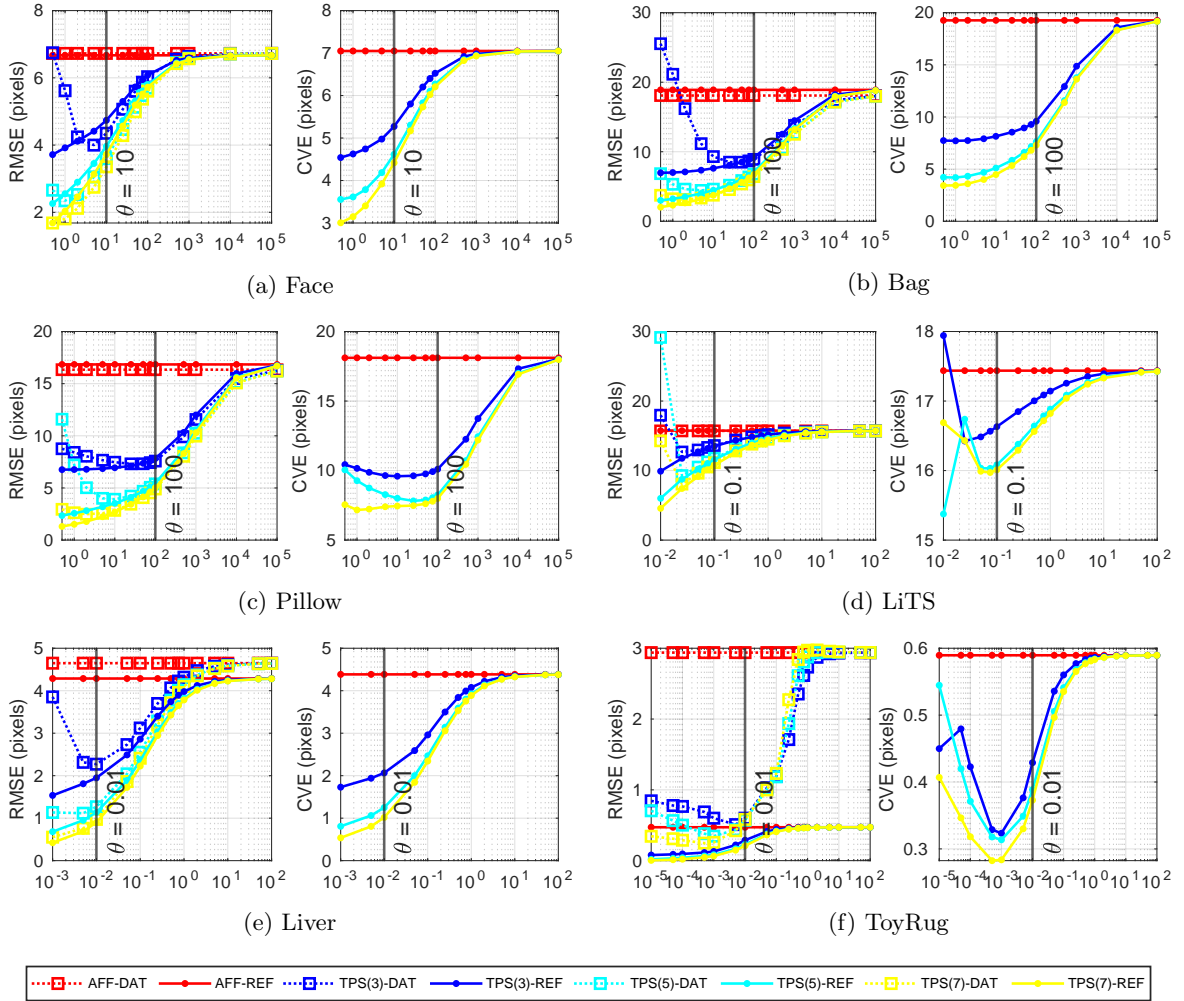 8
6
4
2
RMSE (pixels)
θ = 10
10^0 10^1 10^2 10^3 10^4 10^5
8
7
6
5
4
3
CVE (pixels)
θ = 10
10^0 10^1 10^2 10^3 10^4 10^5
(a) Face
30
20
10
0
RMSE (pixels)
θ = 100
10^0 10^1 10^2 10^3 10^4 10^5
20
15
10
5
0
CVE (pixels)
θ = 100
10^0 10^1 10^2 10^3 10^4 10^5
(b) Bag
20
15
10
5
0
RMSE (pixels)
θ = 100
10^0 10^1 10^2 10^3 10^4 10^5
20
15
10
5
CVE (pixels)
θ = 100
10^0 10^1 10^2 10^3 10^4 10^5
(c) Pillow
30
20
10
0
RMSE (pixels)
θ = 0.1
10^-2 10^-1 10^0 10^1 10^2
18
17
16
15
CVE (pixels)
θ = 0.1
10^-2 10^-1 10^0 10^1 10^2
(d) LiTS
5
4
3
2
1
0
RMSE (pixels)
θ = 0.01
10^-3 10^-2 10^-1 10^0 10^1 10^2
5
4
3
2
1
0
CVE (pixels)
θ = 0.01
10^-3 10^-2 10^-1 10^0 10^1 10^2
(e) Liver
3
2
1
0
RMSE (pixels)
θ = 0.01
10^-5 10^-4 10^-3 10^-2 10^-1 10^0 10^1 10^2
0.6
0.5
0.4
0.3
CVE (pixels)
θ = 0.01
10^-5 10^-4 10^-3 10^-2 10^-1 10^0 10^1 10^2
(f) ToyRug
AFF-DAT AFF-REF TPS(3)-DAT TPS(3)-REF TPS(5)-DAT TPS(5)-REF TPS(7)-DAT TPS(7)-REF